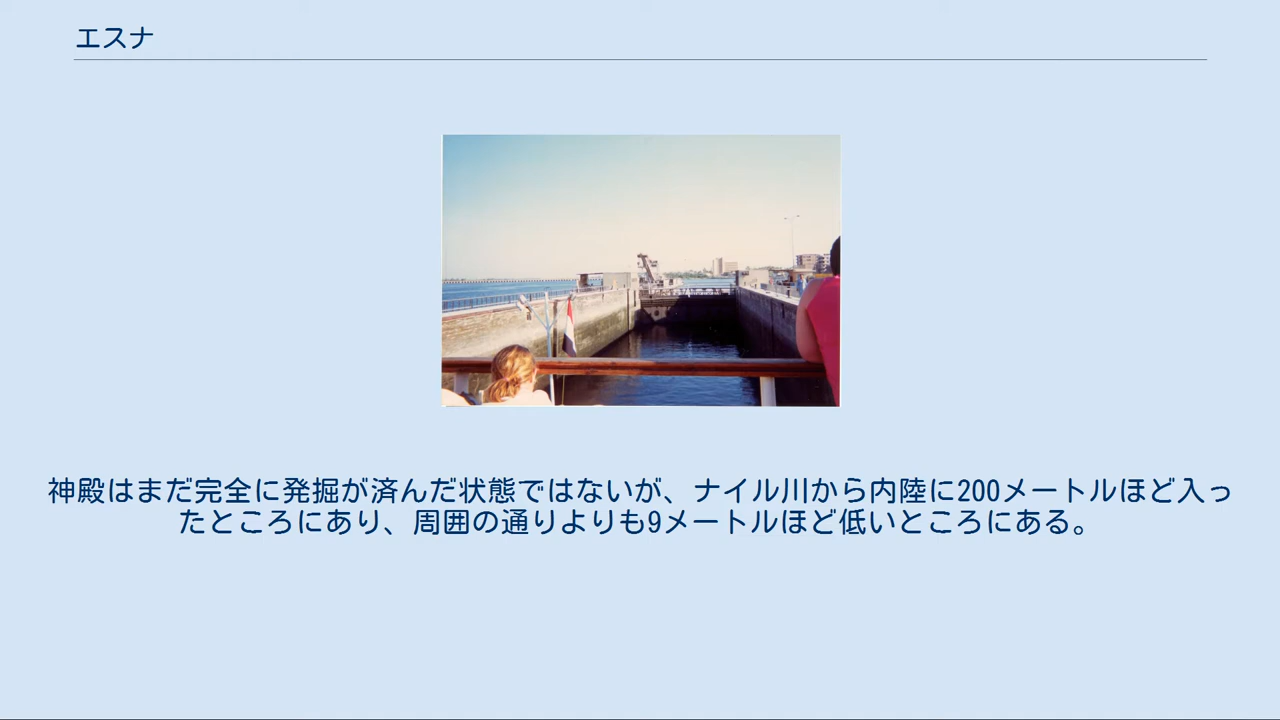 エスナ
神殿はまだ完全に発掘が済んだ状態ではないが、ナイル川から内陸に200メートルほど入っ
たところにあり、周囲の通りよりも9メートルほど低いところにある。